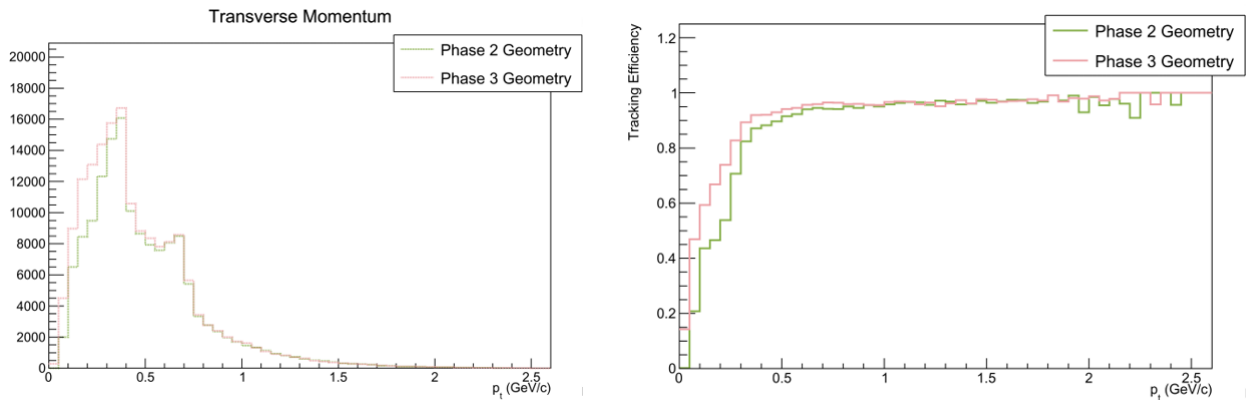 Transverse Momentum
Phase 2 Geometry
Phase 3 Geometry
20000
18000
16000
14000
12000
10000
8000
6000
4000
2000
0
0 0.5 1 1.5 2 2.5
p_t (GeV/c)
Phase 2 Geometry
Phase 3 Geometry
Tracking Efficiency
1.2
1
0.8
0.6
0.4
0.2
0
0 0.5 1 1.5 2 2.5
p_t (GeV/c)